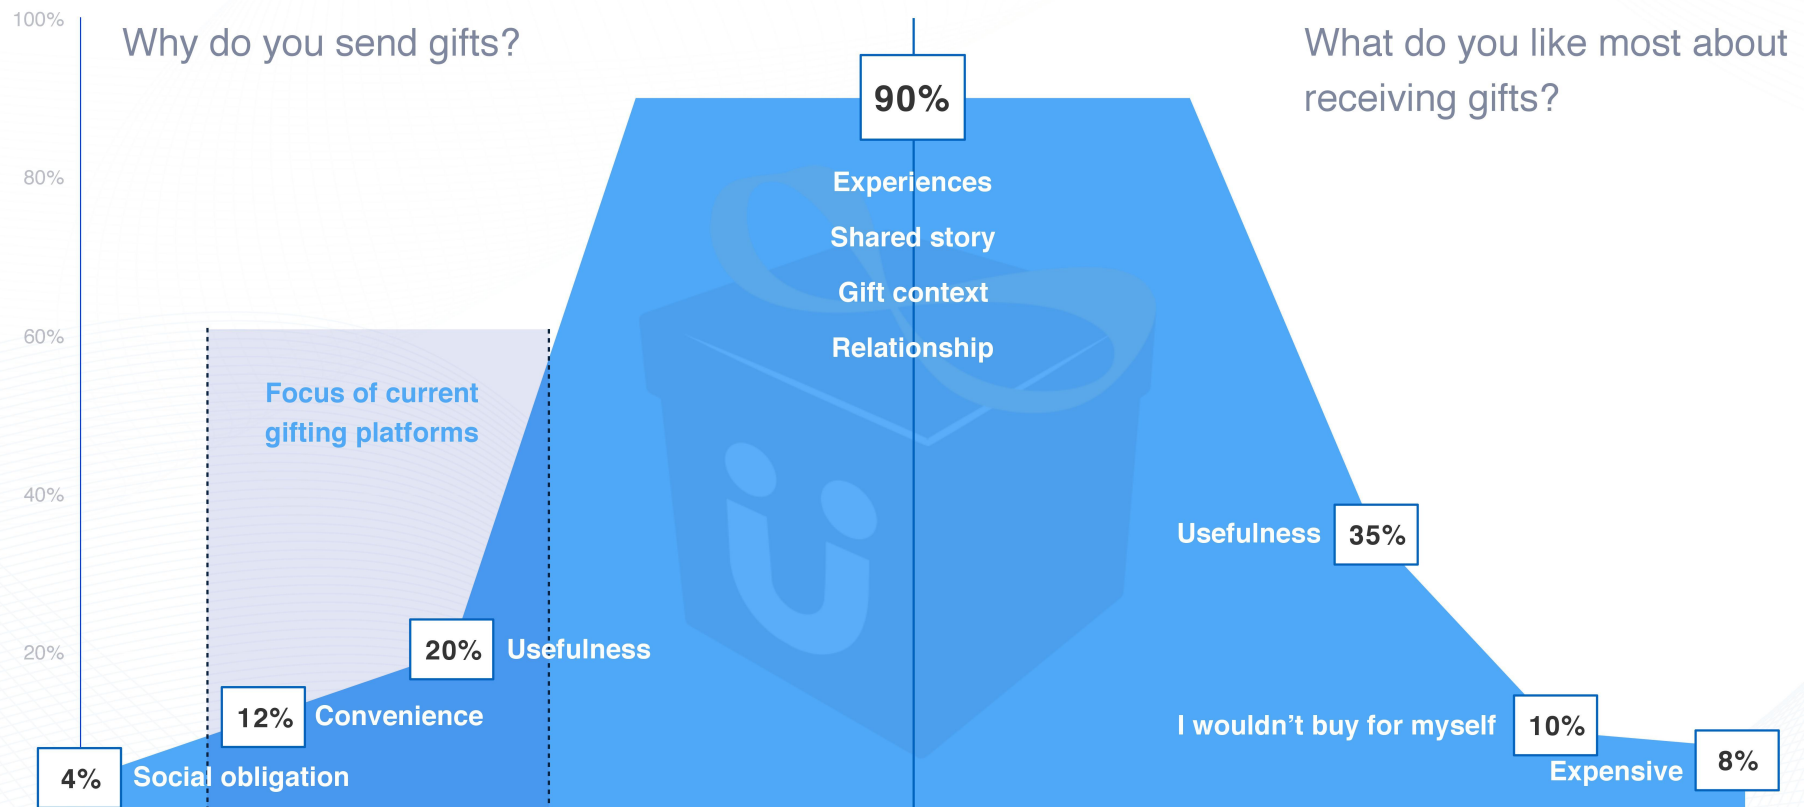 Why do you send gifts?
What do you like most about
receiving gifts?
100%
80%
60%
40%
20%
90%
Experiences
Shared story
Gift context
Relationship
Focus of current
gifting platforms
Usefulness 35%
20% Usefulness
12% Convenience
I wouldn’t buy for myself 10%
4% Social obligation
Expensive 8%